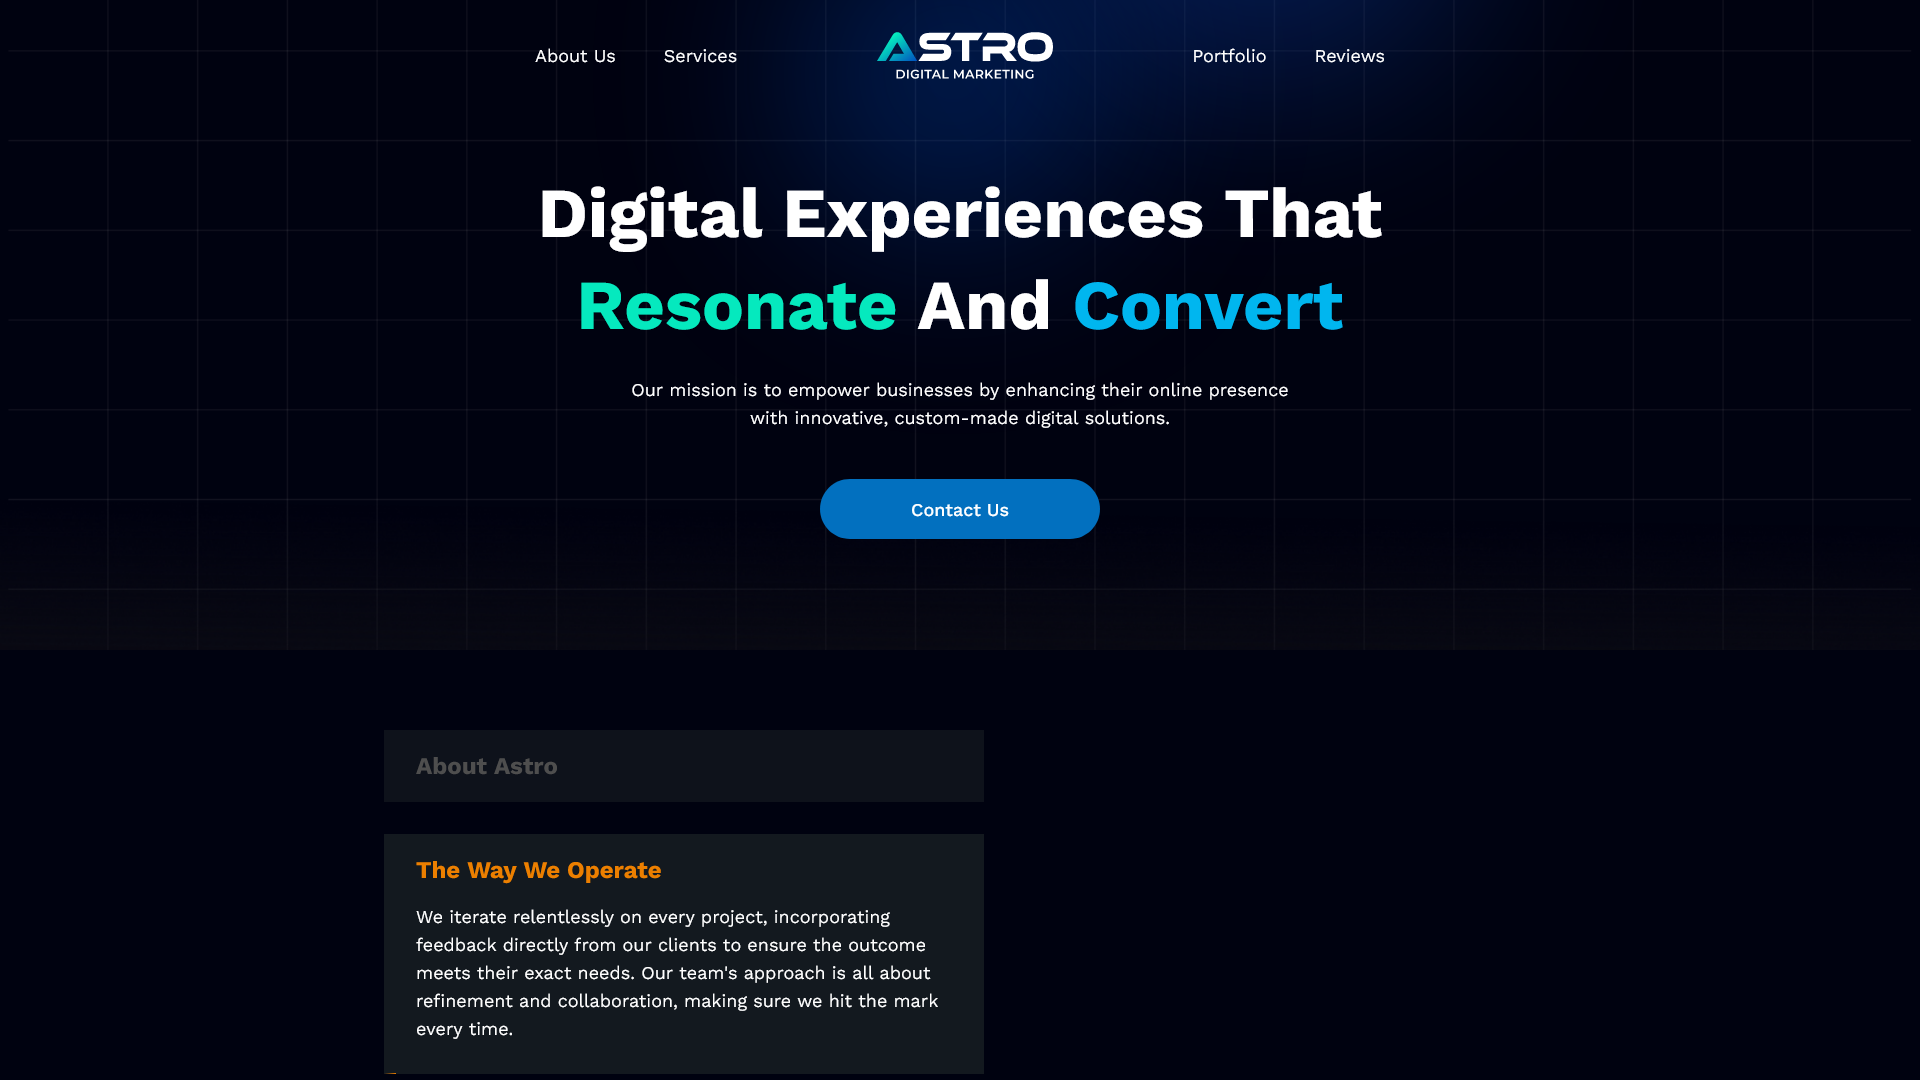 About Us
Services
ASTRO
DIGITAL MARKETING
Portfolio
Reviews
Digital Experiences That
Resonate And Convert
Our mission is to empower businesses by enhancing their online presence
with innovative, custom-made digital solutions.
Contact Us
About Astro
The Way We Operate
We iterate relentlessly on every project, incorporating
feedback directly from our clients to ensure the outcome
meets their exact needs. Our team's approach is all about
refinement and collaboration, making sure we hit the mark
every time.